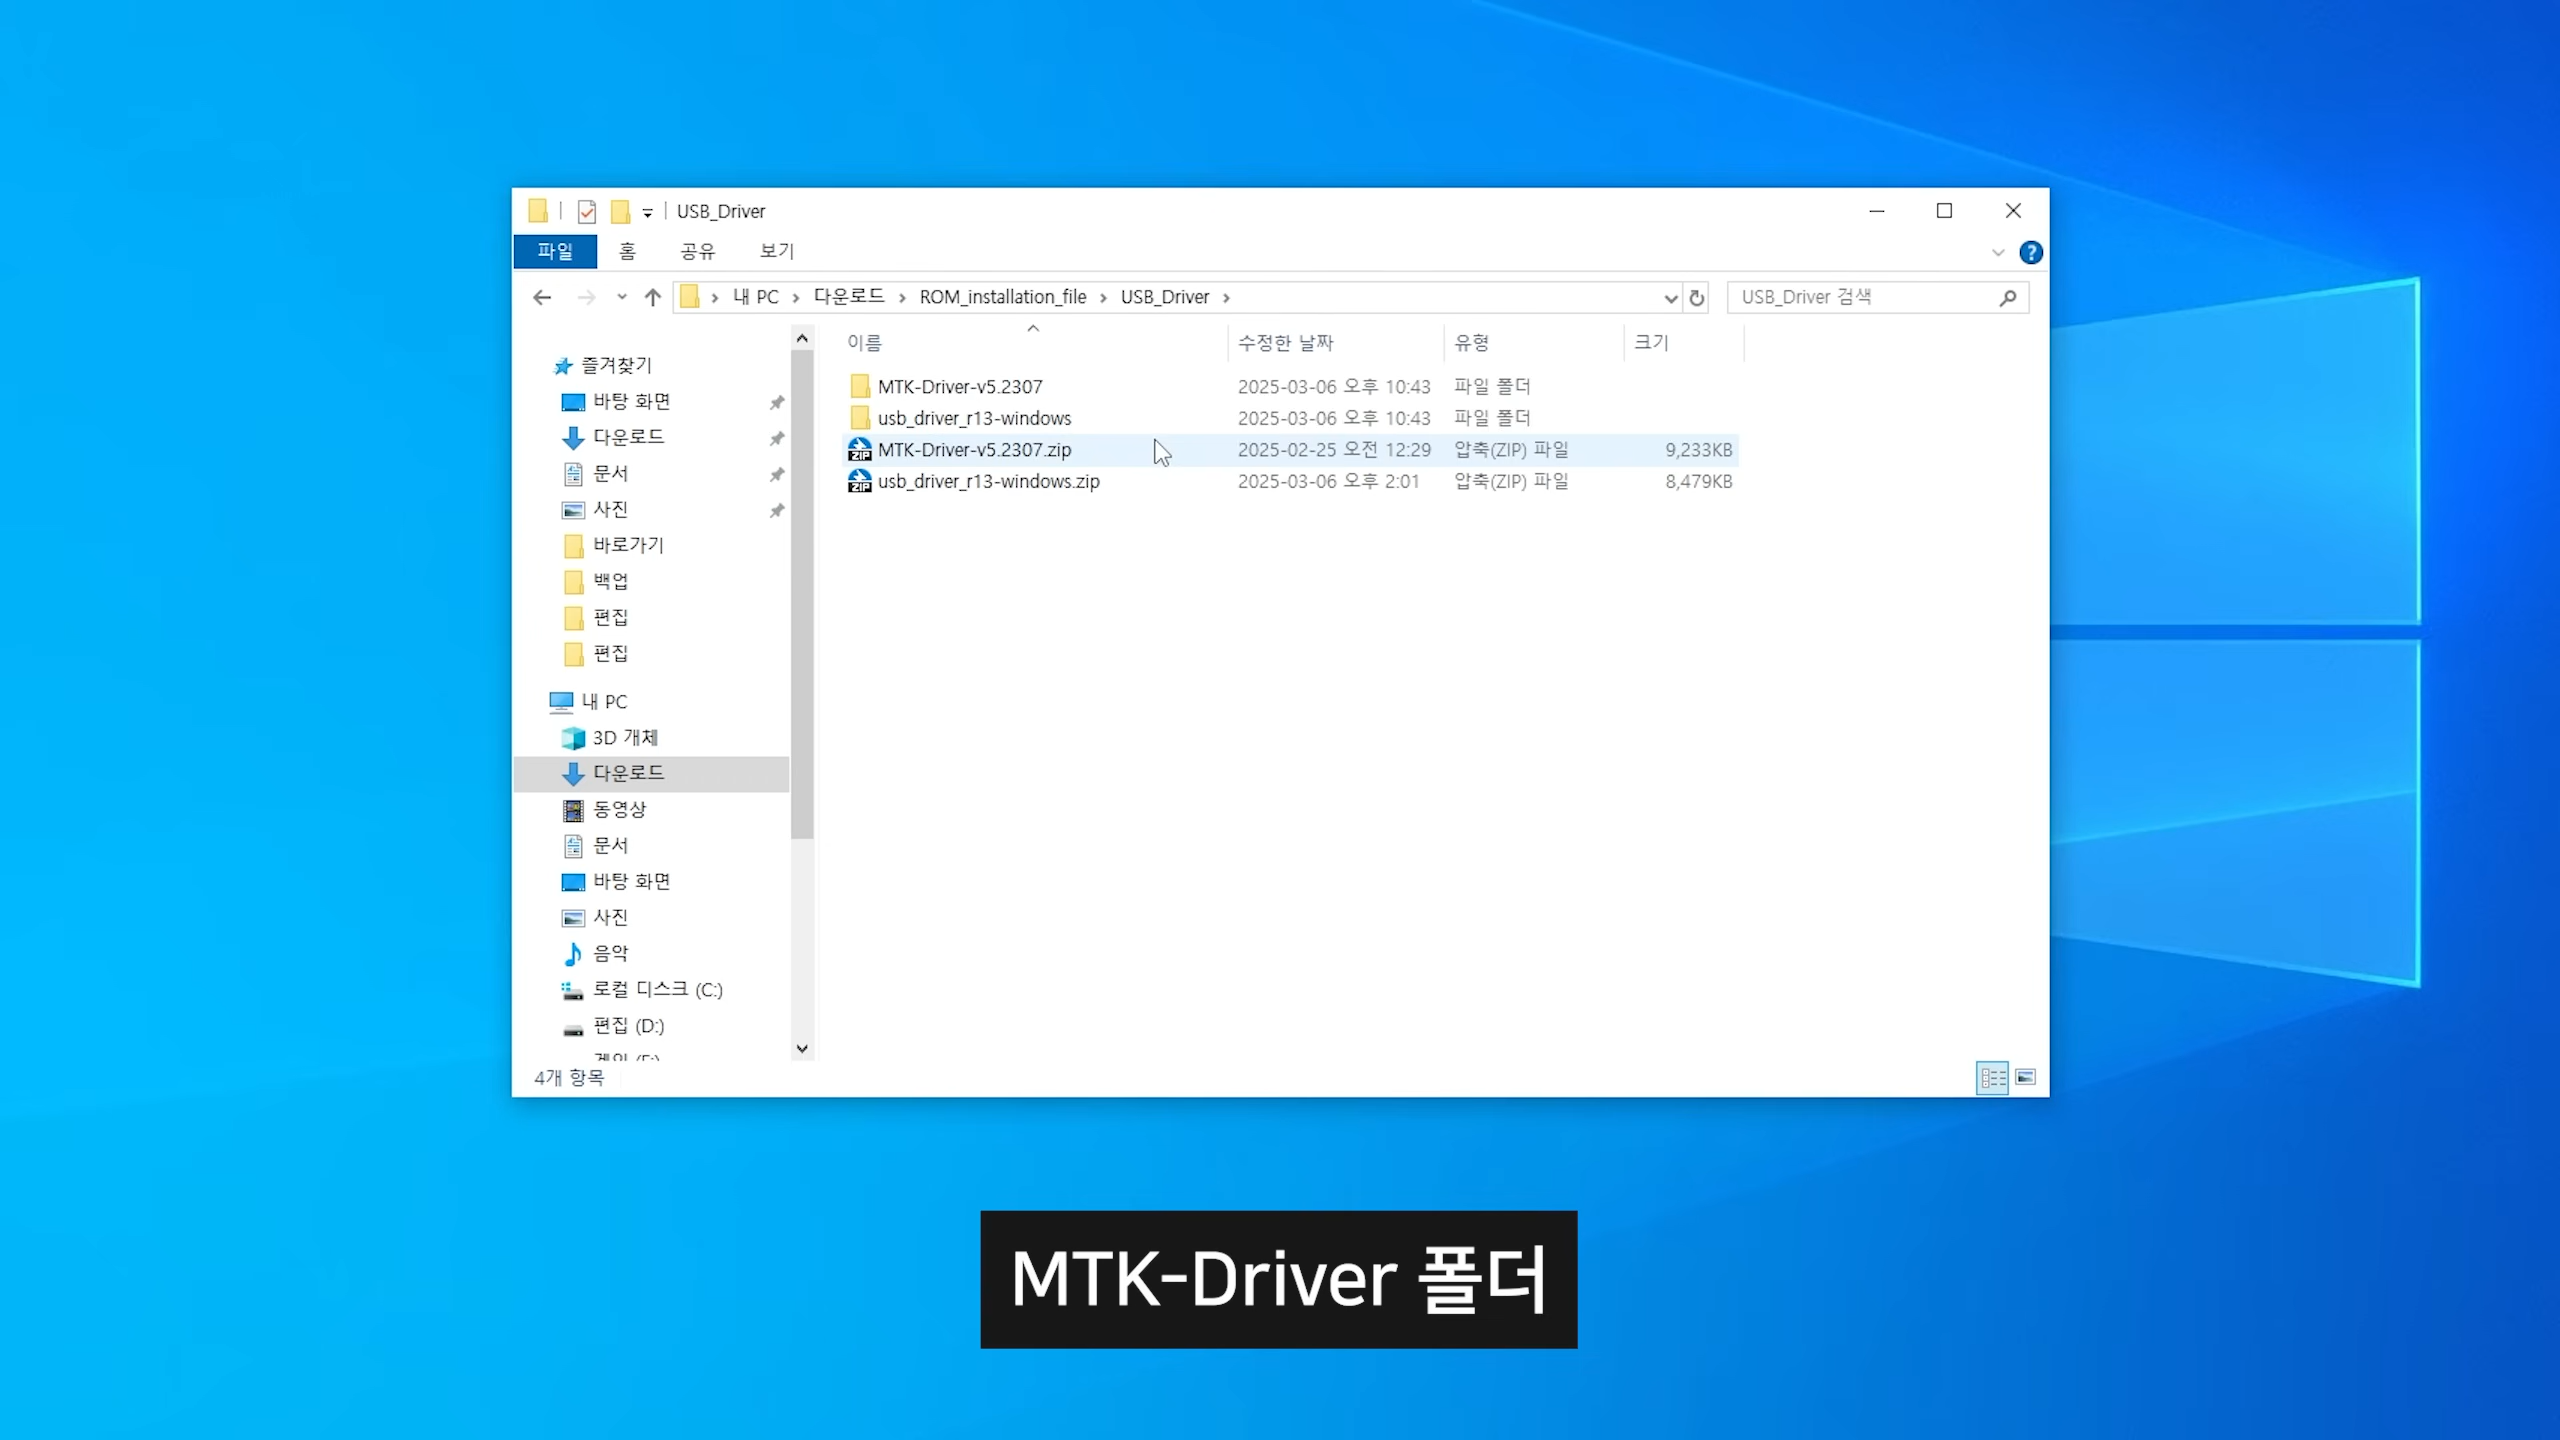 USB_Driver
파일 홈 공유 보기
내 PC 다운로드 ROM_installation_file USB_Driver
USB_Driver 검색
이름 수정한 날짜 유형 크기
MTK-Driver-v5.2307 2025-03-06 오후 10:43 파일 폴더
usb_driver_r13-windows 2025-03-06 오후 10:43 파일 폴더
MTK-Driver-v5.2307.zip 2025-02-25 오전 12:29 압축(ZIP) 파일 9,233KB
usb_driver_r13-windows.zip 2025-03-06 오후 2:01 압축(ZIP) 파일 8,479KB
즐겨찾기
바탕 화면
다운로드
문서
사진
바로가기
백업
편집
편집
내 PC
3D 개체
다운로드
동영상
문서
바탕 화면
사진
음악
로컬 디스크 (C:)
편집 (D:)
4개 항목
MTK-Driver 폴더